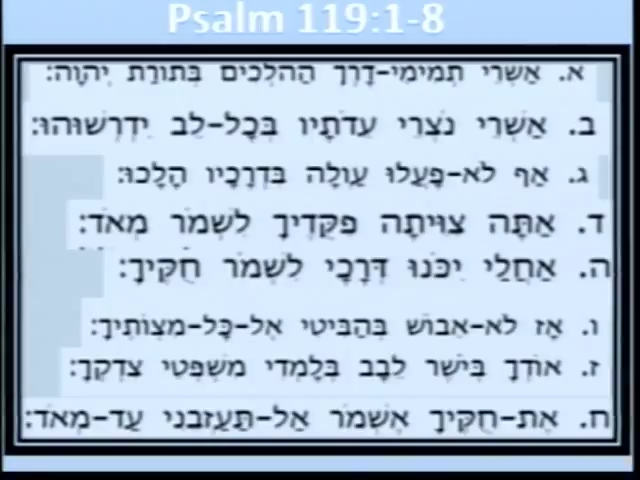 Psalm 119:1-8
א. אַשְׁרֵי תְמִימֵי-דָרֶךְ הַהֹלְכִים בְּתוֹרַת יְהוָה:
ב. אַשְׁרֵי נֹצְרֵי עֵדֹתָיו בְּכָל-לֵב יִדְרְשׁוּהוּ:
ג. אַף לֹא-פָעֲלוּ עַוְלָה בִּדְרָכָיו הָלָכוּ:
ד. אַתָּה צִוִּיתָה פִקֻּדֶיךָ לִשְׁמֹר מְאֹד:
ה. אַחֲלַי יִכֹּנוּ דְרָכָי לִשְׁמֹר חֻקֶּיךָ:
ו. אָז לֹא-אֵבוֹשׁ בְּהַבִּיטִי אֶל-כָּל-מִצְוֹתֶיךָ:
ז. אוֹדְךָ בְּיֹשֶׁר לֵבָב בְּלָמְדִי מִשְׁפְּטֵי צִדְקֶךָ:
ח. אֶת-חֻקֶּיךָ אֶשְׁמֹר אַל-תַּעַזְבֵנִי עַד-מְאֹד: